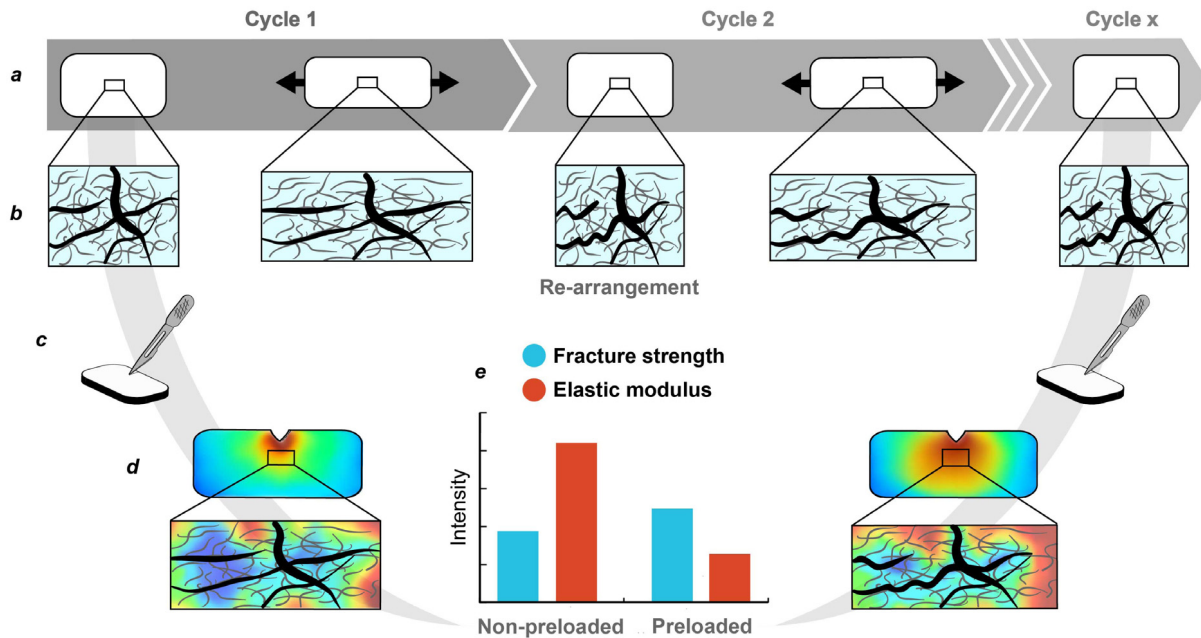 Cycle 1
Cycle 2
Cycle x
a
b
Re-arrangement
c
Fracture strength
e
Elastic modulus
d
Intensity
Non-preloaded
Preloaded